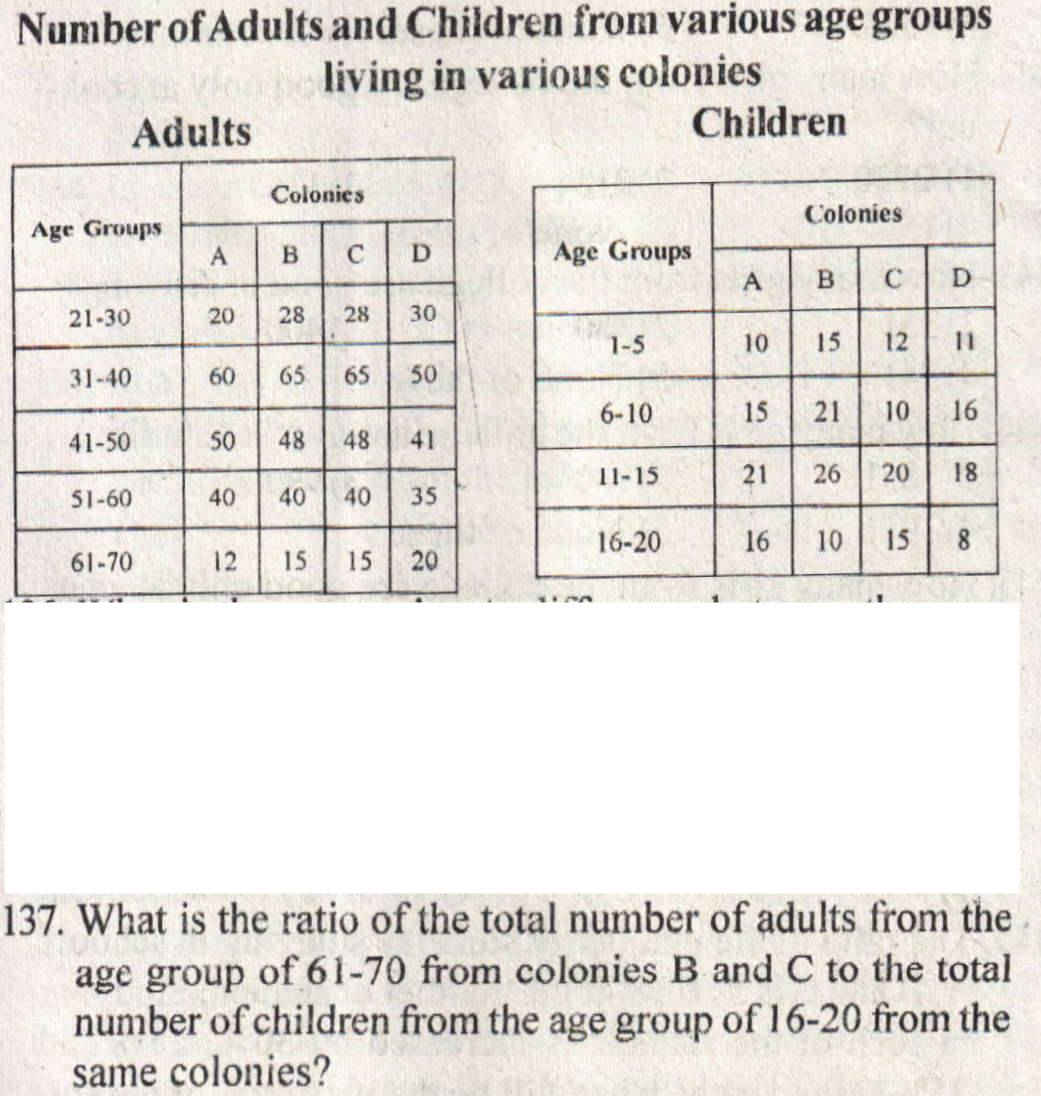 Number of Adults and Children from various age groups
living in various colonies
Adults
Age Groups Colonies
A B C D
21-30 20 28 28 30
31-40 60 65 65 50
41-50 50 48 48 41
51-60 40 40 40 35
61-70 12 15 15 20
Children
Age Groups Colonies
A B C D
1-5 10 15 12 11
6-10 15 21 10 16
11-15 21 26 20 18
16-20 16 10 15 8
137. What is the ratio of the total number of adults from the
age group of 61-70 from colonies B and C to the total
number of children from the age group of 16-20 from the
same colonies?